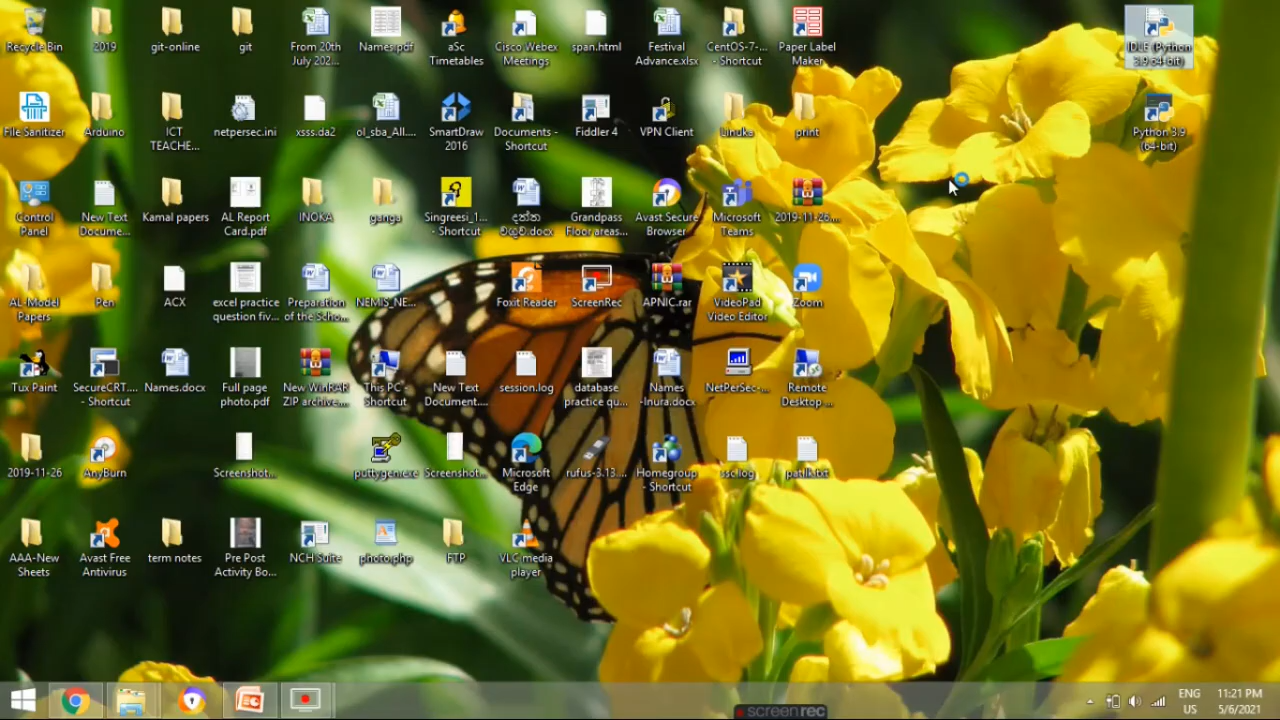 Recycle Bin
2019
git-online
git
From 20th
July 202...
Names.pdf
aSc
Timetables
Cisco Webex
Meetings
span.html
Festival
Advance.xlsx
CentOS-7-...
- Shortcut
Paper Label
Maker
IDLE (Python
3.9 64-bit)
File Sanitizer
Arduino
ICT
TEACHE...
netpersec.ini
xsss.da2
ol_sba_All....
SmartDraw
2016
Documents -
Shortcut
Fiddler 4
VPN Client
Linuka
print
Python 3.9
(64-bit)
Control
Panel
New Text
Docume...
Kamal papers
AL Report
Card.pdf
INOKA
ganga
Singreesi_1...
- Shortcut
දත්ත
වගුව.docx
Grandpass
Floor areas...
Avast Secure
Browser
Microsoft
Teams
2019-11-26...
AL Model
Papers
Pen
ACX
excel practice
question fiv...
Preparation
of the Scho...
NEMIS_NE...
Foxit Reader
ScreenRec
APNIC.rar
VideoPad
Video Editor
Zoom
Tux Paint
SecureCRT....
- Shortcut
Names.docx
Full page
photo.pdf
New WinRAR
ZIP archive...
This PC -
Shortcut
New Text
Document....
session.log
database
practice qu...
Names
-Inura.docx
NetPerSec-...
Remote
Desktop ...
2019-11-26
AnyBurn
Screenshot...
puttygen.exe
Screenshot...
Microsoft
Edge
rufus-3.13....
Homegroup
- Shortcut
ssc.log
patlk.txt
AAA-New
Sheets
Avast Free
Antivirus
term notes
Pre Post
Activity Bo...
NCH Suite
photo.php
FTP
VLC media
player
ENG
US
11:21 PM
5/6/2021
screenrec